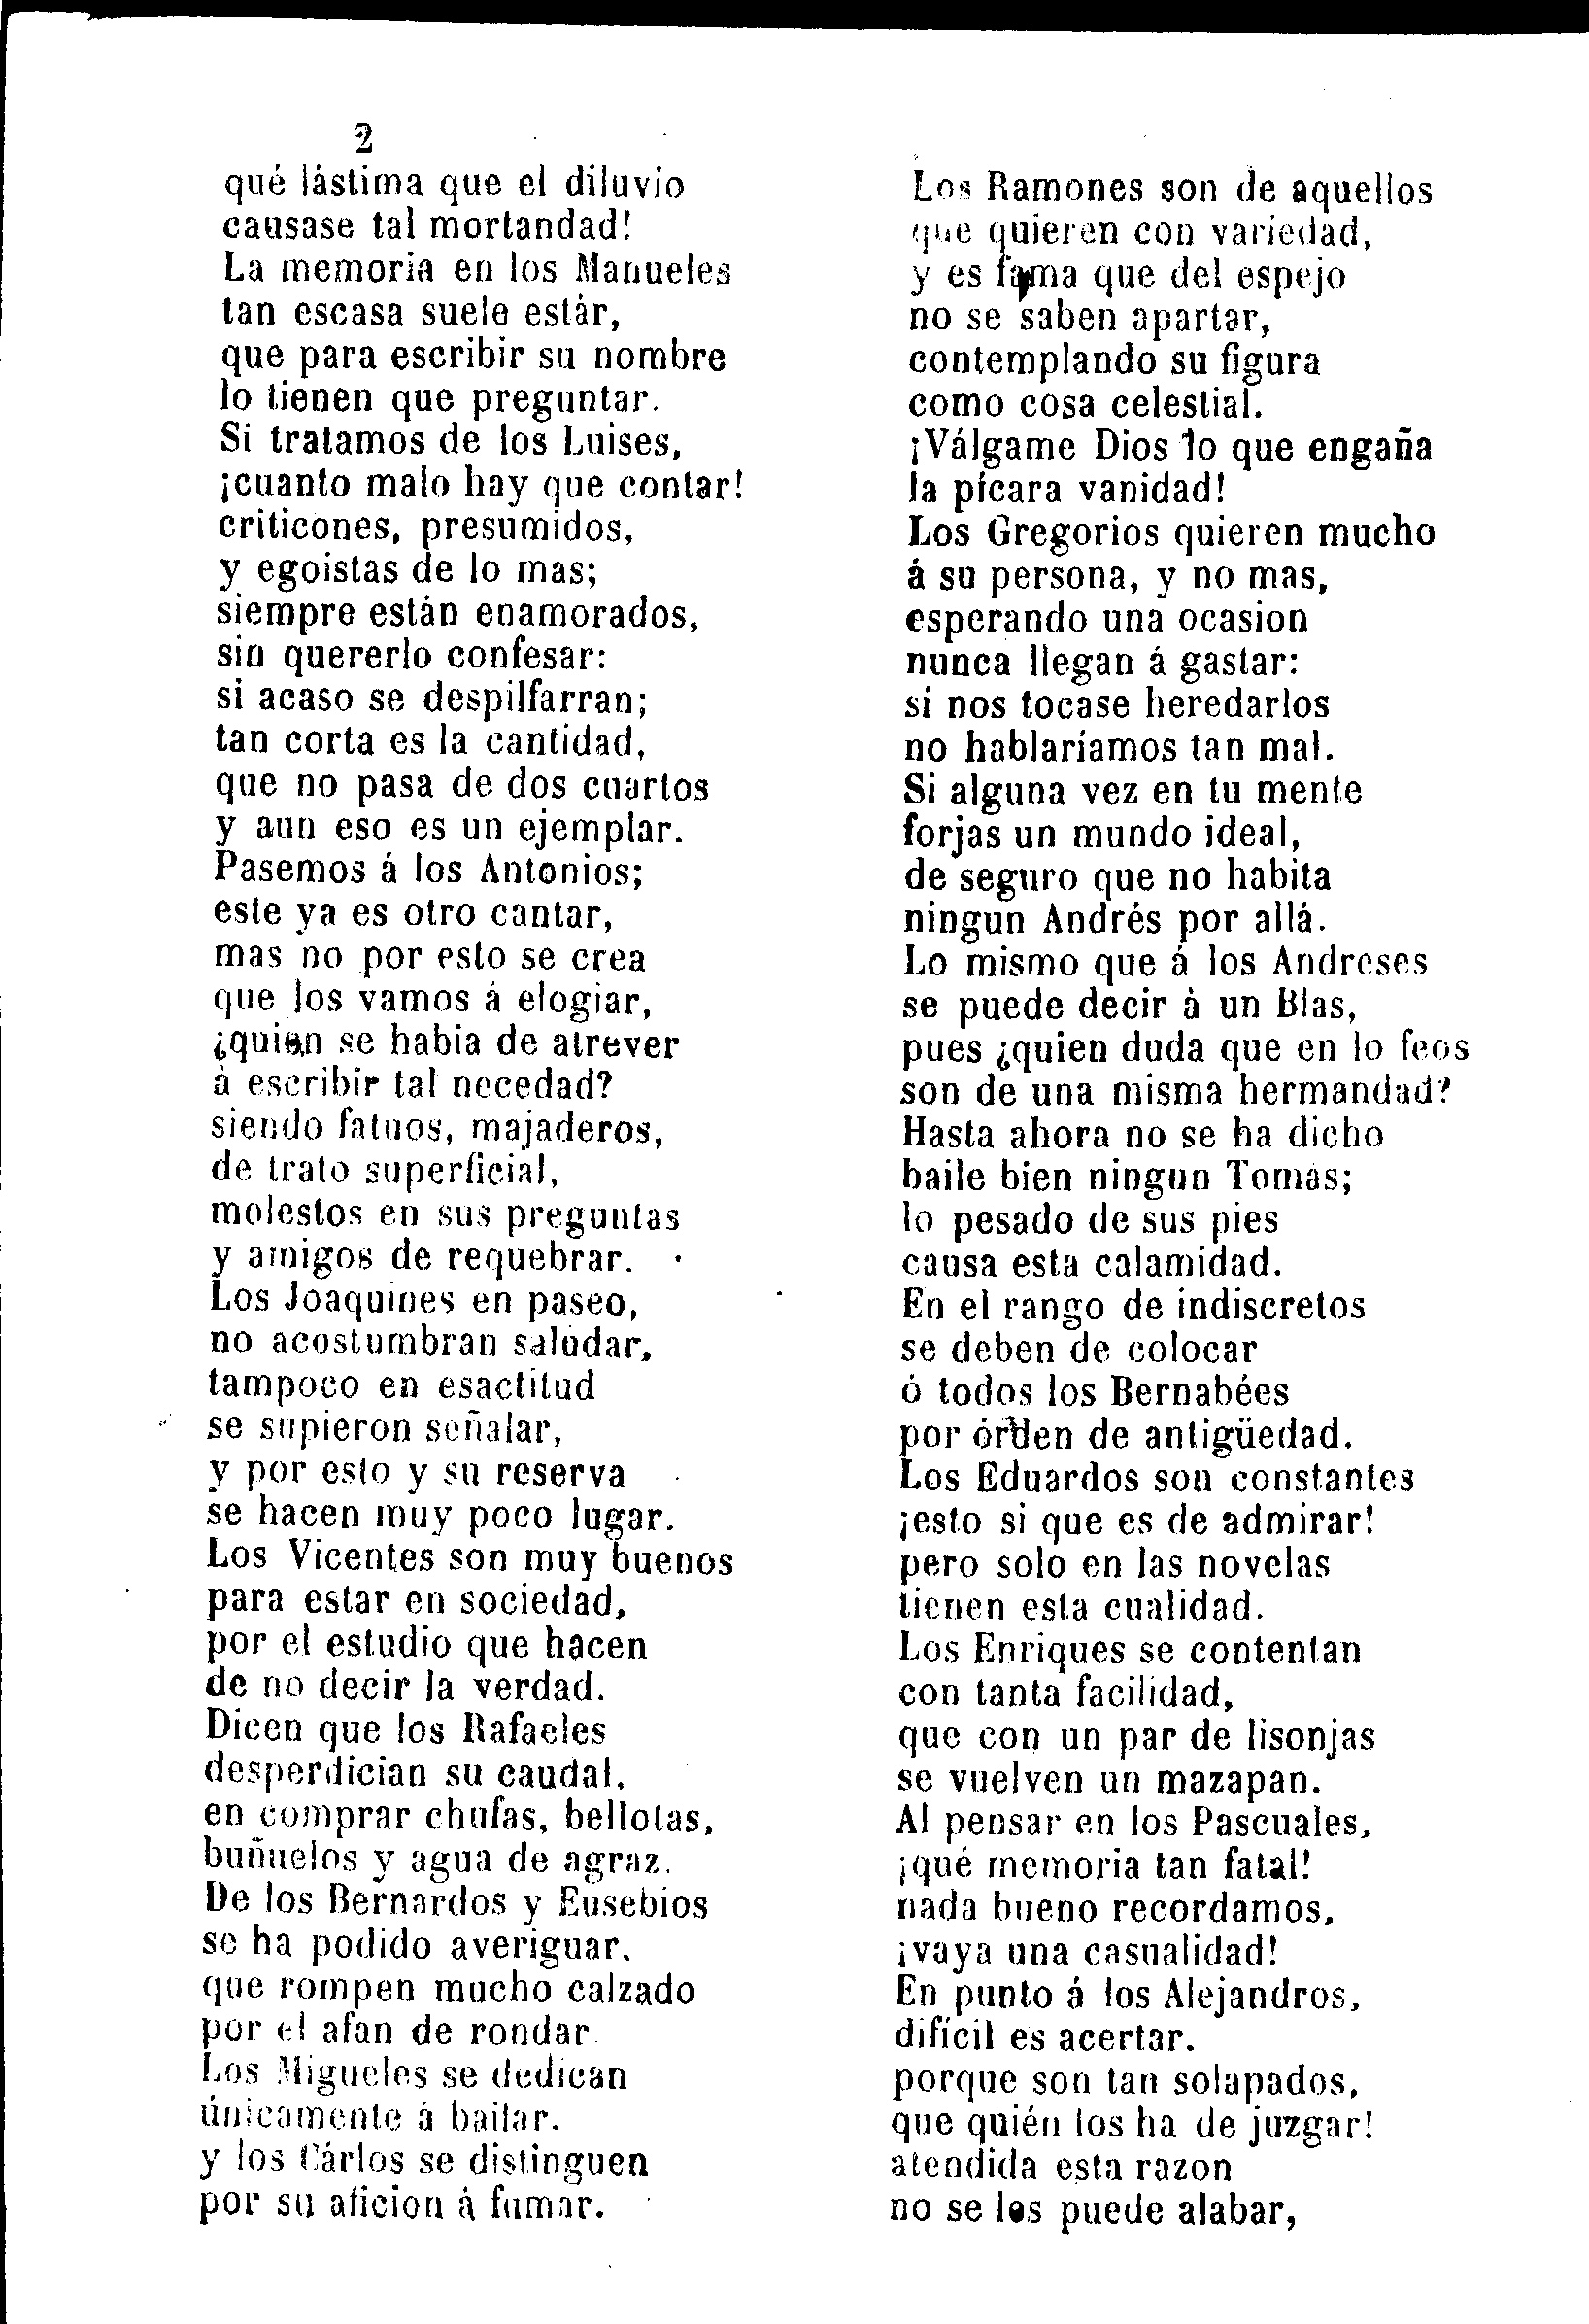 2
qué lástima que el diluvio
causase tal mortandad!
La memoria en los Manueles
tan escasa suele estár,
que para escribir su nombre
lo tienen que preguntar.
Si tratamos de los Luises,
¡cuanto malo hay que contar!
criticones, presumidos,
y egoistas de lo mas;
siempre están enamorados,
sin quererlo confesar:
si acaso se despilfarran;
tan corta es la cantidad,
que no pasa de dos cuartos
y aun eso es un ejemplar.
Pasemos á los Antonios;
este ya es otro cantar,
mas no por esto se crea
que los vamos á elogiar,
¿quien se habia de atrever
à escribir tal necedad?
siendo fatuos, majaderos,
de trato superficial,
molestos en sus preguntas
y amigos de requebrar.
Los Joaquines en paseo,
no acostumbran saludar,
tampoco en esactitud
se supieron señalar,
y por esto y su reserva
se hacen muy poco lugar.
Los Vicentes son muy buenos
para estar en sociedad,
por el estudio que hacen
de no decir la verdad.
Dicen que los Rafaeles
desperdician su caudal,
en comprar chufas, bellotas,
buñuelos y agua de agraz.
De los Bernardos y Eusebios
se ha podido averiguar,
que rompen mucho calzado
por el afan de rondar
Los Migueles se dedican
únicamente á bailar.
y los Cárlos se distinguen
por su aficion á fumar.
Los Ramones son de aquellos
que quieren con variedad,
y es fama que del espejo
no se saben apartar,
contemplando su figura
como cosa celestial.
¡Válgame Dios lo que engaña
la pícara vanidad!
Los Gregorios quieren mucho
á su persona, y no mas,
esperando una ocasion
nunca llegan á gastar:
si nos tocase heredarlos
no hablaríamos tan mal.
Si alguna vez en tu mente
forjas un mundo ideal,
de seguro que no habita
ningun Andrés por allá.
Lo mismo que á los Andreses
se puede decir à un Blas,
pues ¿quien duda que en lo feos
son de una misma hermandad?
Hasta ahora no se ha dicho
baile bien ningun Tomás;
lo pesado de sus pies
causa esta calamidad.
En el rango de indiscretos
se deben de colocar
ó todos los Bernabées
por órden de antigüedad.
Los Eduardos son constantes
¡esto si que es de admirar!
pero solo en las novelas
tienen esta cualidad.
Los Enriques se contentan
con tanta facilidad,
que con un par de lisonjas
se vuelven un mazapan.
Al pensar en los Pascuales,
¡qué memoria tan fatal!
nada bueno recordamos,
¡vaya una casualidad!
En punto á los Alejandros,
difícil es acertar.
porque son tan solapados,
que quién los ha de juzgar!
atendida esta razon
no se les puede alabar,